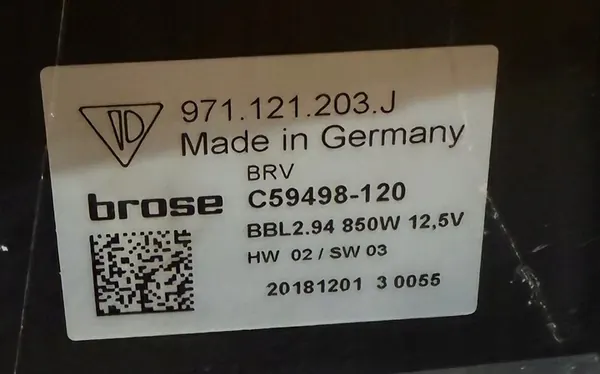 971.121.203.J
Made in Germany
BRV
brose C59498-120
BBL2.94 850W 12,5V
HW 02 / SW 03
20181201 3 0055